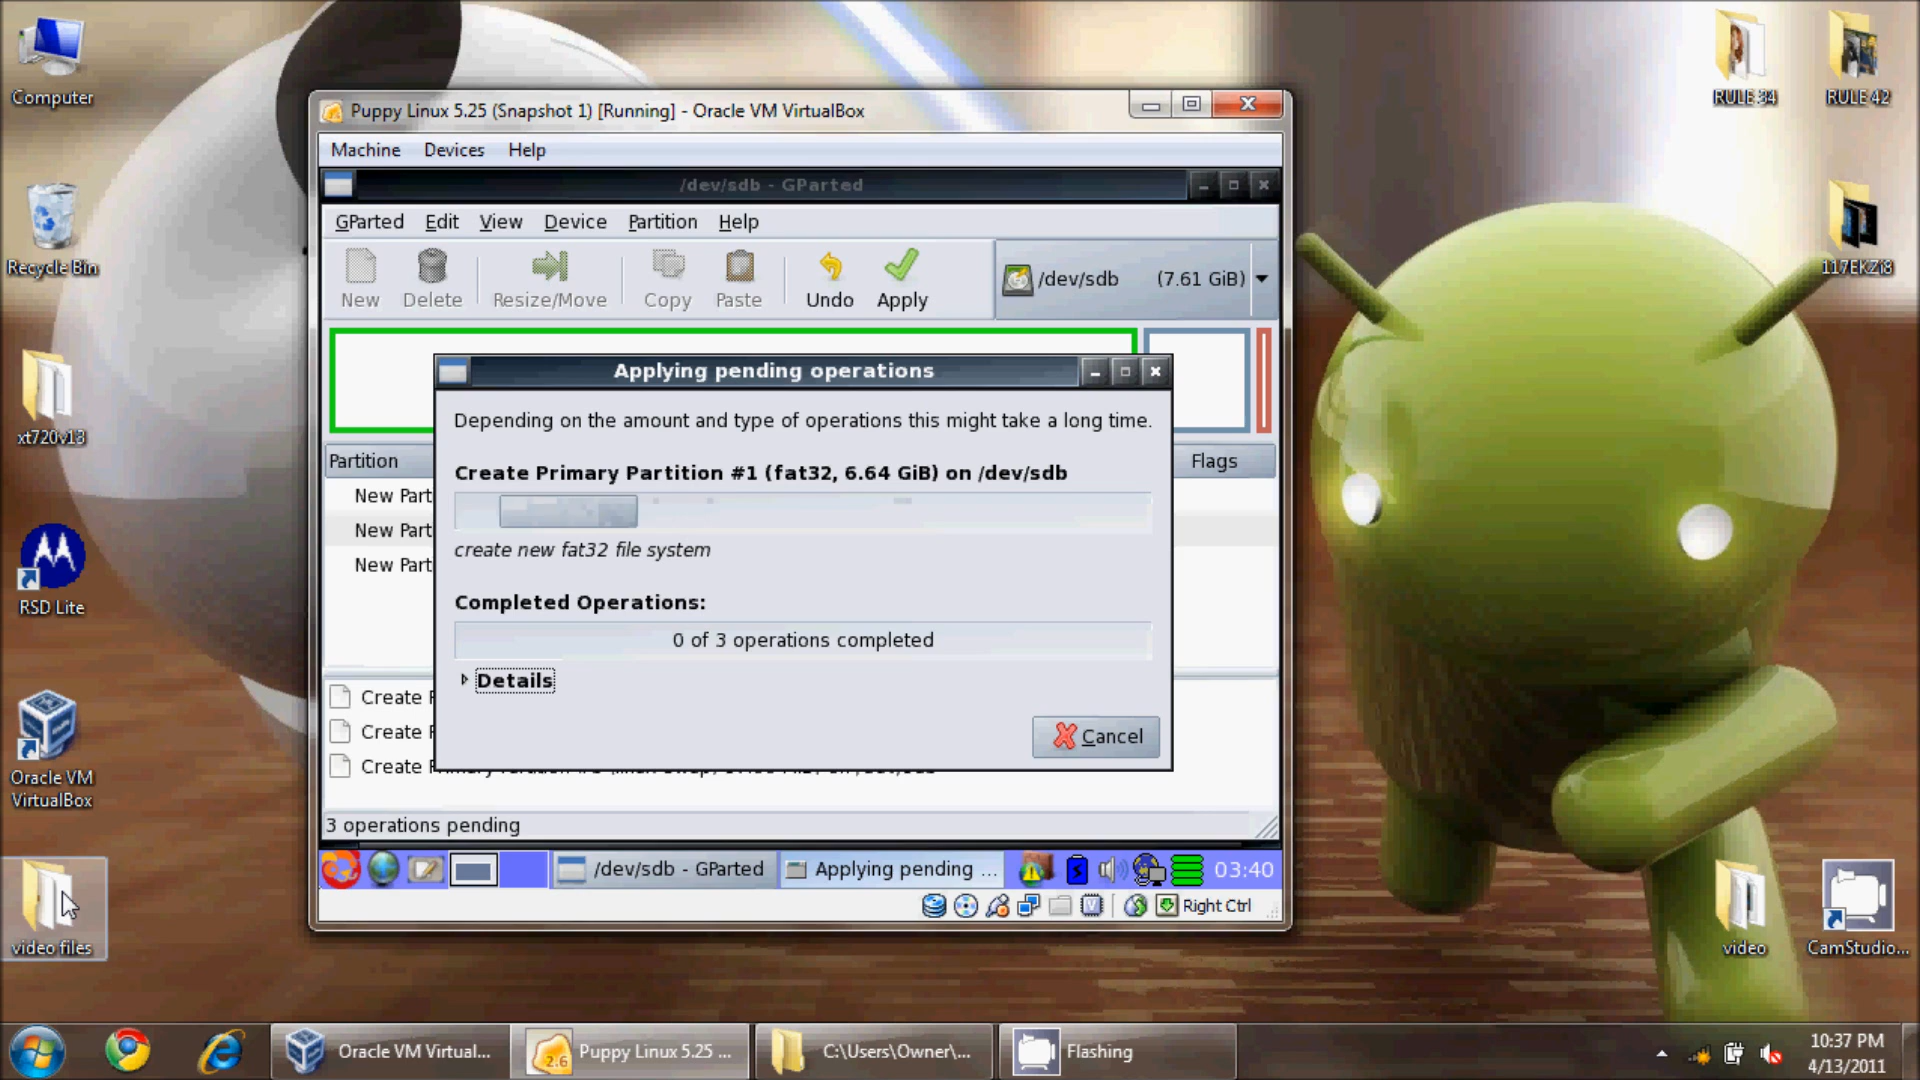 Computer
Recycle Bin
xt720v13
RSD Lite
Oracle VM
VirtualBox
video files
RULE 34
RULE 42
117EKZi8
video
CamStudio...
Puppy Linux 5.25 (Snapshot 1) [Running] - Oracle VM VirtualBox
Machine Devices Help
/dev/sdb - GParted
GParted Edit View Device Partition Help
New Delete Resize/Move Copy Paste Undo Apply /dev/sdb (7.61 GiB)
Partition Flags
New Part
New Part
New Part
Applying pending operations
Depending on the amount and type of operations this might take a long time.
Create Primary Partition #1 (fat32, 6.64 GiB) on /dev/sdb
create new fat32 file system
Completed Operations:
0 of 3 operations completed
Details
Cancel
Create
Create
Create
3 operations pending
/dev/sdb - GParted Applying pending ... 03:40
Right Ctrl
Oracle VM Virtual... 2.6 Puppy Linux 5.25 ... C:\Users\Owner\... Flashing
10:37 PM
4/13/2011